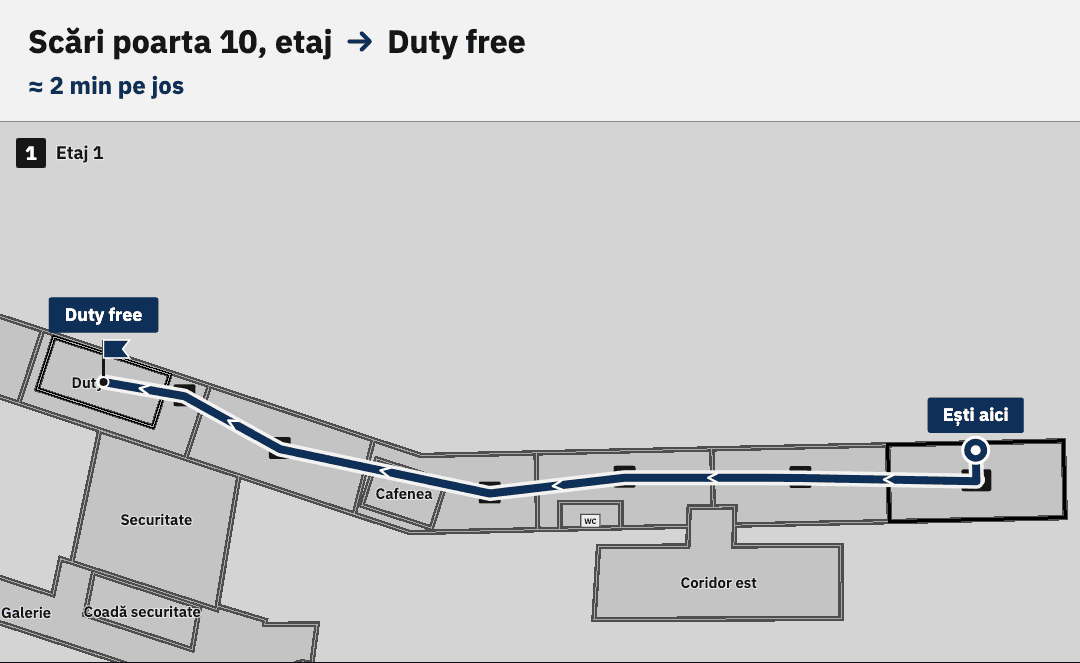 Scări poarta 10, etaj → Duty free
≈ 2 min pe jos
1 Etaj 1
Duty free
Ești aici
Cafenea
WC
Securitate
Coridor est
Galerie
Coadă securitate